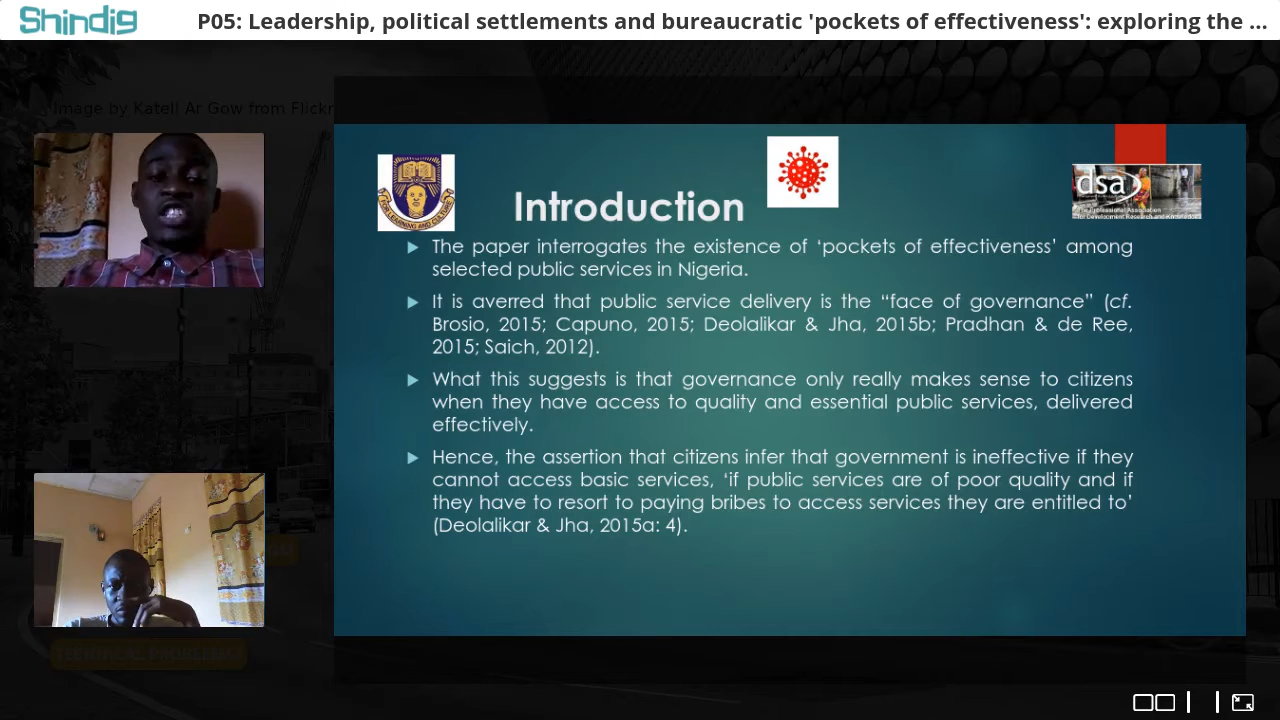 Shindig
P05: Leadership, political settlements and bureaucratic 'pockets of effectiveness': exploring the ...
Image by Katell Ar Gow from Flickr
dsa
Introduction
The paper interrogates the existence of ‘pockets of effectiveness’ among
selected public services in Nigeria.
It is averred that public service delivery is the “face of governance” (cf.
Brosio, 2015; Capuno, 2015; Deolalikar & Jha, 2015b; Pradhan & de Ree,
2015; Saich, 2012).
What this suggests is that governance only really makes sense to citizens
when they have access to quality and essential public services, delivered
effectively.
Hence, the assertion that citizens infer that government is ineffective if they
cannot access basic services, ‘if public services are of poor quality and if
they have to resort to paying bribes to access services they are entitled to’
(Deolalikar & Jha, 2015a: 4).
TECHNICAL PROBLEMS?